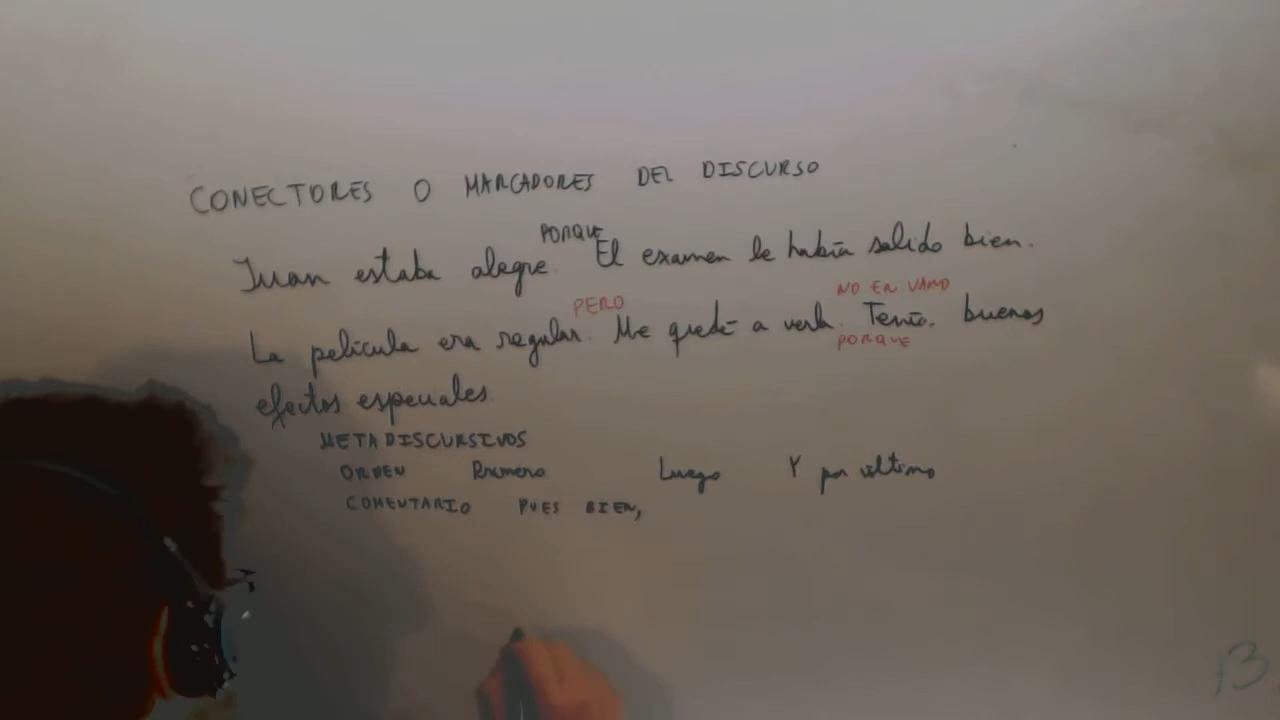 CONECTORES O MARCADORES DEL DISCURSO
PORQUE
Juan estaba alegre. El examen le había salido bien.
PERO NO EN VANO
La película era regular. Me quedé a verla. Tenía. buenos
PORQUE
efectos especiales.
METADISCURSIVOS
ORDEN Primero Luego Y por último
COMENTARIO PUES BIEN,
13